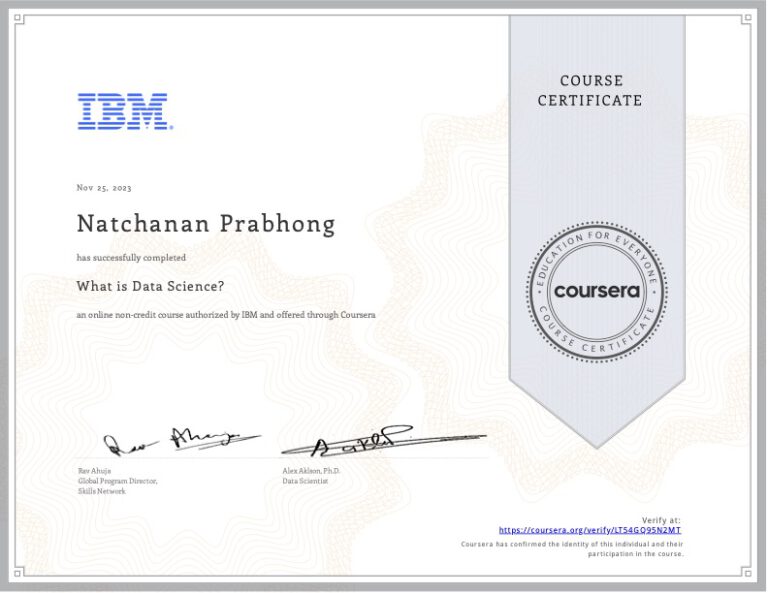 COURSE
CERTIFICATE
IBM®
Nov 25, 2023
Natchanan Prabhong
has successfully completed
What is Data Science?
an online non-credit course authorized by IBM and offered through Coursera
EDUCATION FOR EVERYONE
coursera
COURSE CERTIFICATE
Rav Ahuja
Global Program Director,
Skills Network
Alex Aklson, Ph.D.
Data Scientist
Verify at:
https://coursera.org/verify/LT54GQ95N2MT
Coursera has confirmed the identity of this individual and their
participation in the course.